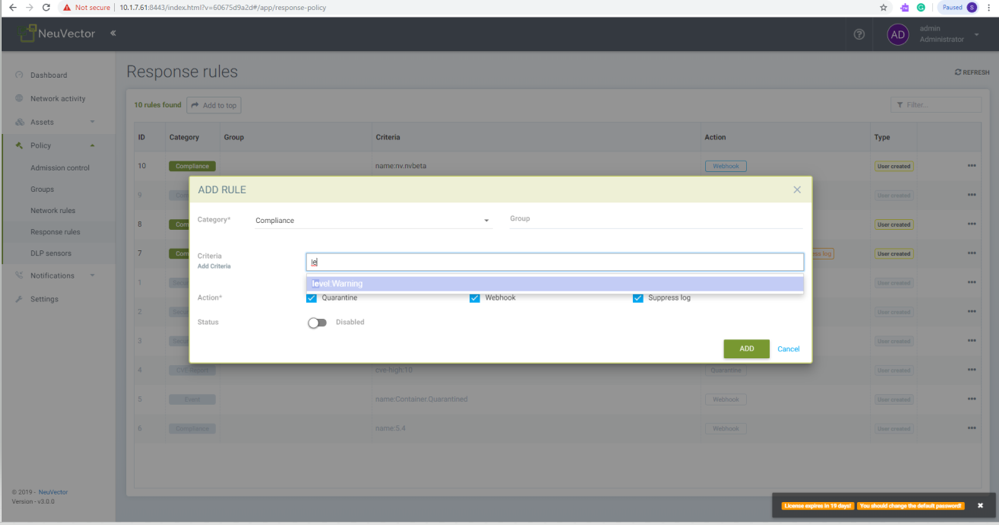 Not secure | 10.1.7.61:8443/index.html?v=60675d9a2d#/app/response-policy
Paused S
NeuVector
AD
admin
Administrator
Dashboard
Network activity
Assets
Policy
Admission control
Groups
Network rules
Response rules
DLP sensors
Notifications
Settings
© 2019 - NeuVector
Version - v3.0.0
Response rules
REFRESH
10 rules found Add to top Filter...
ID Category Group Criteria Action Type
10 Compliance name:nv.nvbeta Webhook User created
9 User created
8 User created
7 User created
ADD RULE
Category* Compliance Group
Criteria
Add Criteria
le
level Warning
Action* Quarantine Webhook Suppress log
Status Disabled
ADD Cancel
1 User created
2 User created
3 User created
4 cve-high:10 Quarantine User created
5 Event name:Container.Quarantined Webhook User created
6 Compliance name:5.4 Webhook User created
License expires in 19 days! You should change the default password!